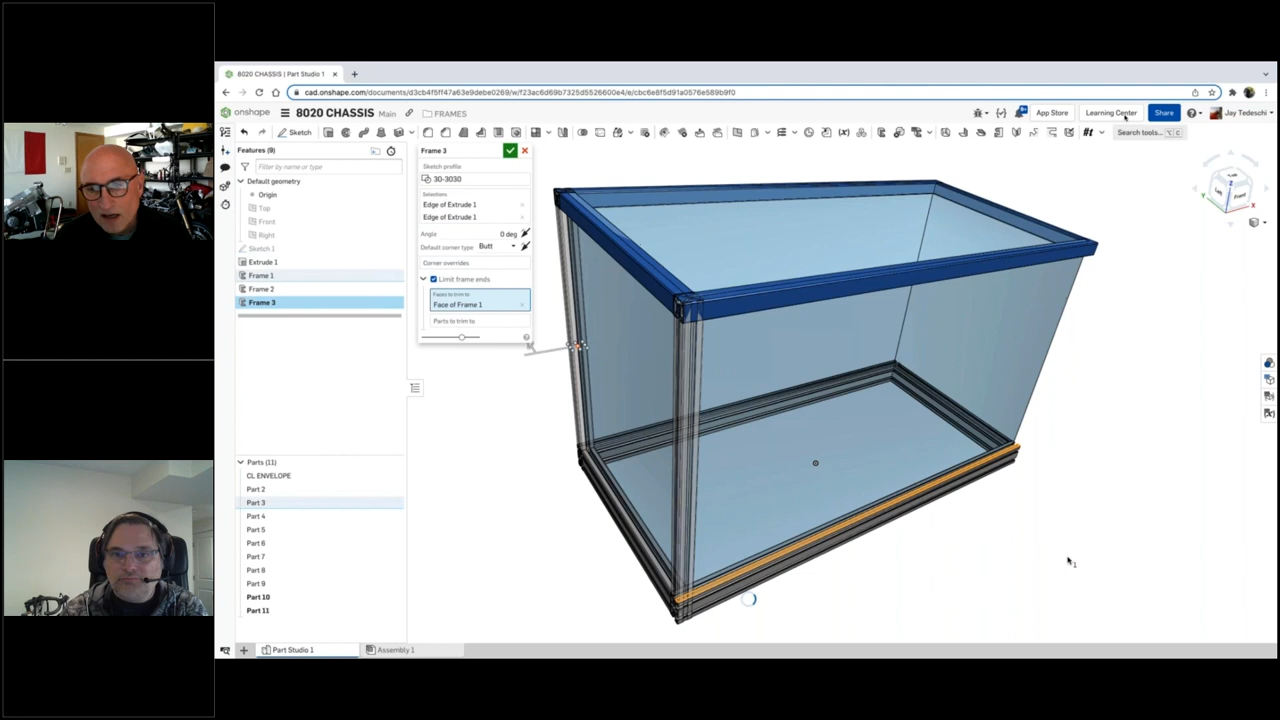 8020 CHASSIS | Part Studio 1
cad.onshape.com/documents/d3cb4f5ff47a63e9debe0269/w/f23ac6d69b7325d5526600e4/e/cbc6e8f5d91a0576e589b9f0
onshape
8020 CHASSIS Main FRAMES
App Store
Learning Center
Share
Jay Tedeschi
Sketch
Search tools...
Features (9)
Filter by name or type
Default geometry
Origin
Top
Front
Right
Sketch 1
Extrude 1
Frame 1
Frame 2
Frame 3
Frame 3
Sketch profile
30-3030
Selections
Edge of Extrude 1
Edge of Extrude 1
Angle 0 deg
Default corner type Butt
Corner overrides
Limit frame ends
Faces to trim to
Face of Frame 1
Parts to trim to
Left
Front
Z
Y
X
Parts (11)
CL ENVELOPE
Part 2
Part 3
Part 4
Part 5
Part 6
Part 7
Part 8
Part 9
Part 10
Part 11
Part Studio 1
Assembly 1